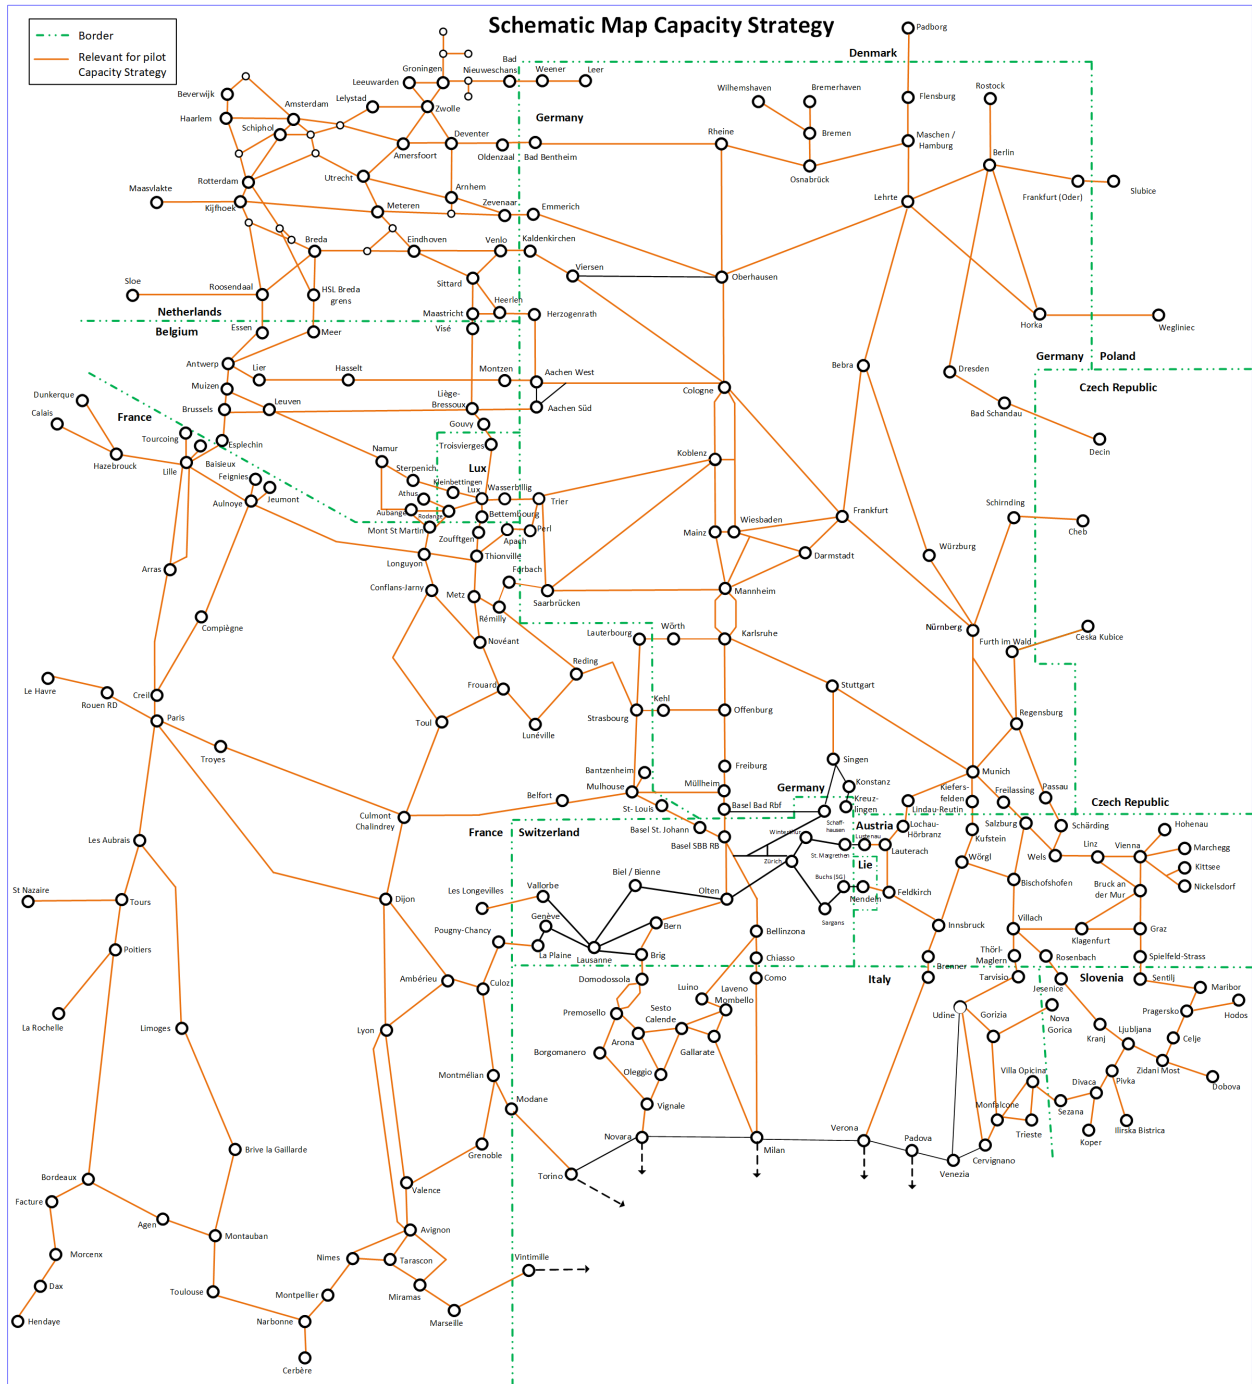 Schematic Map Capacity Strategy
Border
Relevant for pilot
Capacity Strategy
Padborg
Denmark
Groningen
Bad
Nieuweschans
Weener
Leer
Leeuwarden
Beverwijk
Lelystad
Zwolle
Amsterdam
Haarlem
Schiphol
Germany
Wilhemshaven
Bremerhaven
Flensburg
Rostock
Deventer
Amersfoort
Oldenzaal
Bad Bentheim
Rheine
Bremen
Maschen /
Hamburg
Osnabrück
Berlin
Utrecht
Rotterdam
Maasvlakte
Kijfhoek
Arnhem
Meteren
Zevenaar
Emmerich
Lehrte
Frankfurt (Oder)
Slubice
Breda
Eindhoven
Venlo
Kaldenkirchen
Viersen
Oberhausen
Sloe
Roosendaal
HSL Breda
grens
Sittard
Heerlen
Maastricht
Herzogenrath
Netherlands
Belgium
Essen
Meer
Visé
Horka
Wegliniec
Germany
Poland
Antwerp
Lier
Hasselt
Montzen
Aachen West
Bebra
Dresden
Czech Republic
Muizen
Cologne
Dunkerque
Calais
France
Brussels
Leuven
Liège-
Bressoux
Aachen Süd
Bad Schandau
Gouvy
Tourcoing
Esplechin
Baisieux
Hazebrouck
Lille
Feignies
Jeumont
Aulnoye
Troisvierges
Lux
Decin
Namur
Sterpenich
Kleinbettingen
Lux
Wasserbillig
Trier
Koblenz
Athus
Aubange
Rodange
Bettembourg
Mont St Martin
Zoufftgen
Apach
Perl
Mainz
Wiesbaden
Frankfurt
Schirnding
Cheb
Würzburg
Darmstadt
Longuyon
Thionville
Forbach
Arras
Conflans-Jarny
Metz
Rémilly
Saarbrücken
Mannheim
Compiègne
Novéant
Lauterbourg
Wörth
Karlsruhe
Nürnberg
Furth im Wald
Ceska Kubice
Le Havre
Rouen RD
Creil
Paris
Reding
Frouard
Stuttgart
Toul
Lunéville
Strasbourg
Kehl
Offenburg
Regensburg
Troyes
Bantzenheim
Freiburg
Singen
Munich
Mulhouse
Müllheim
Konstanz
Germany
Kreuz-
lingen
Kiefers-
felden
Freilassing
Passau
Lindau-Reutin
Belfort
St- Louis
Basel Bad Rbf
Czech Republic
Culmont
Chalindrey
France
Switzerland
Basel St. Johann
Basel SBB RB
Schaff-
hausen
Austria
Lochau-
Hörbranz
Kufstein
Salzburg
Schärding
Hohenau
Winterthur
Lustenau
Les Aubrais
Zürich
St. Magrethen
Lauterach
Wörgl
Wels
Linz
Vienna
Marchegg
Kittsee
Nickelsdorf
Lie
Buchs (SG)
Nendeln
Feldkirch
Bischofshofen
Bruck an
der Mur
St Nazaire
Tours
Dijon
Les Longevilles
Vallorbe
Biel / Bienne
Olten
Sargans
Pougny-Chancy
Genève
La Plaine
Lausanne
Bern
Brig
Bellinzona
Innsbruck
Villach
Klagenfurt
Graz
Poitiers
Chiasso
Brenner
Thörl-
Maglern
Rosenbach
Spielfeld-Strass
Ambérieu
Culoz
Domodossola
Como
Italy
Tarvisio
Jesenice
Slovenia
Sentilj
Maribor
Luino
Laveno
Mombello
Premosello
Sesto
Calende
Udine
Gorizia
Nova
Gorica
Pragersko
Hodos
La Rochelle
Limoges
Lyon
Arona
Gallarate
Kranj
Ljubljana
Celje
Borgomanero
Oleggio
Zidani Most
Dobova
Montmélian
Villa Opicina
Divaca
Pivka
Modane
Vignale
Sezana
Monfalcone
Trieste
Koper
Ilirska Bistrica
Grenoble
Novara
Milan
Verona
Padova
Cervignano
Venezia
Brive la Gaillarde
Torino
Bordeaux
Valence
Facture
Agen
Montauban
Avignon
Morcenx
Nimes
Tarascon
Vintimille
Dax
Toulouse
Montpellier
Miramas
Marseille
Hendaye
Narbonne
Cerbère